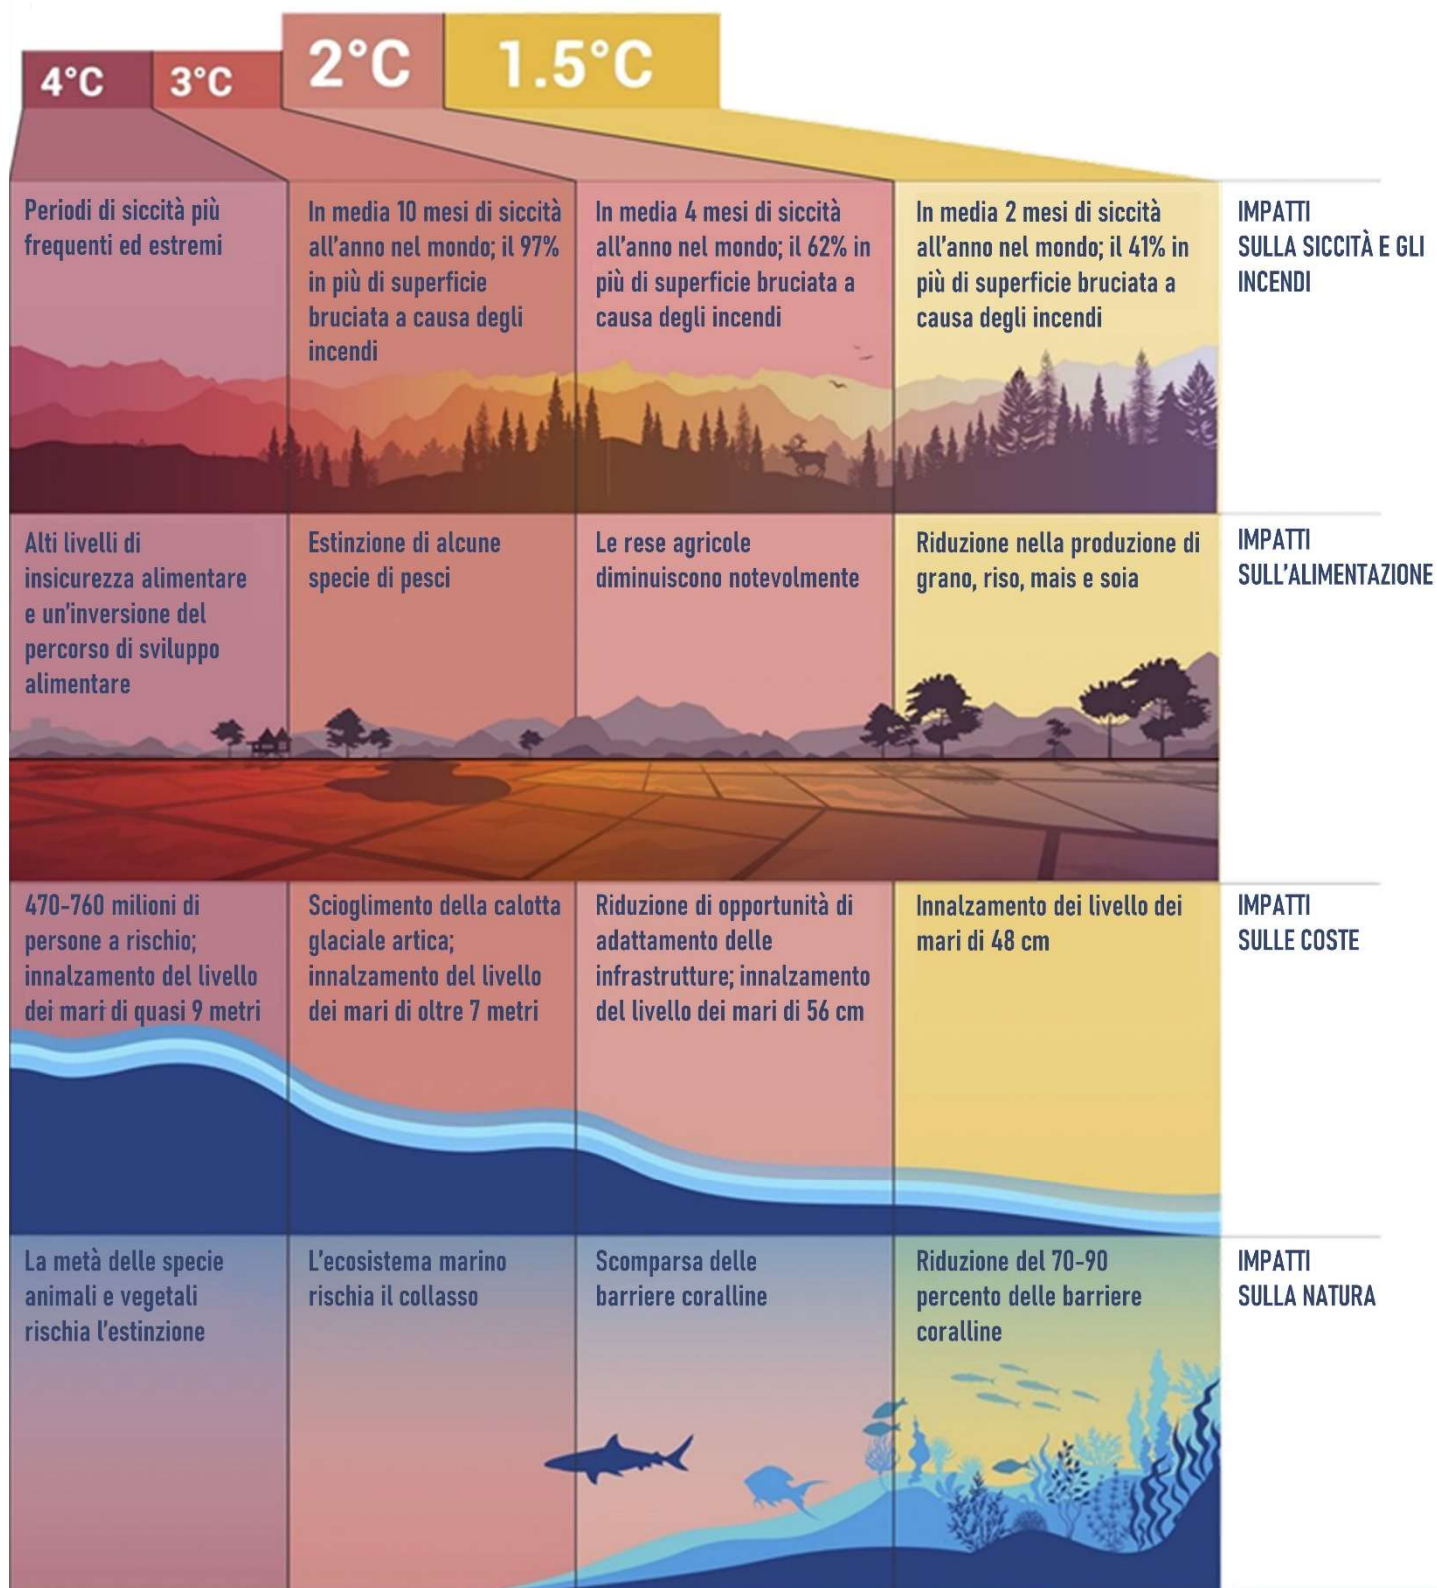 4°C
3°C
2°C
1.5°C
Periodi di siccità più
frequenti ed estremi
In media 10 mesi di siccità
all'anno nel mondo; il 97%
in più di superficie
bruciata a causa degli
incendi
In media 4 mesi di siccità
all'anno nel mondo; il 62% in
più di superficie bruciata a
causa degli incendi
In media 2 mesi di siccità
all'anno nel mondo; il 41% in
più di superficie bruciata a
causa degli incendi
IMPATTI
SULLA SICCITÀ E GLI
INCENDI
Alti livelli di
insicurezza alimentare
e un'inversione del
percorso di sviluppo
alimentare
Estinzione di alcune
specie di pesci
Le rese agricole
diminuiscono notevolmente
Riduzione nella produzione di
grano, riso, mais e soia
IMPATTI
SULL'ALIMENTAZIONE
470-760 milioni di
persone a rischio;
innalzamento del livello
dei mari di quasi 9 metri
Scioglimento della calotta
glaciale artica;
innalzamento del livello
dei mari di oltre 7 metri
Riduzione di opportunità di
adattamento delle
infrastrutture; innalzamento
del livello dei mari di 56 cm
Innalzamento dei livello dei
mari di 48 cm
IMPATTI
SULLE COSTE
La metà delle specie
animali e vegetali
rischia l'estinzione
L'ecosistema marino
rischia il collasso
Scomparsa delle
barriere coralline
Riduzione del 70-90
percento delle barriere
coralline
IMPATTI
SULLA NATURA